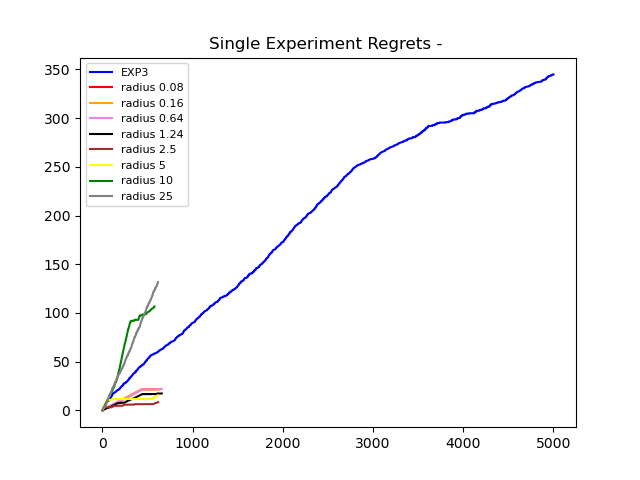 Single Experiment Regrets -
350
300
250
200
150
100
50
0
EXP3
radius 0.08
radius 0.16
radius 0.64
radius 1.24
radius 2.5
radius 5
radius 10
radius 25
0 1000 2000 3000 4000 5000